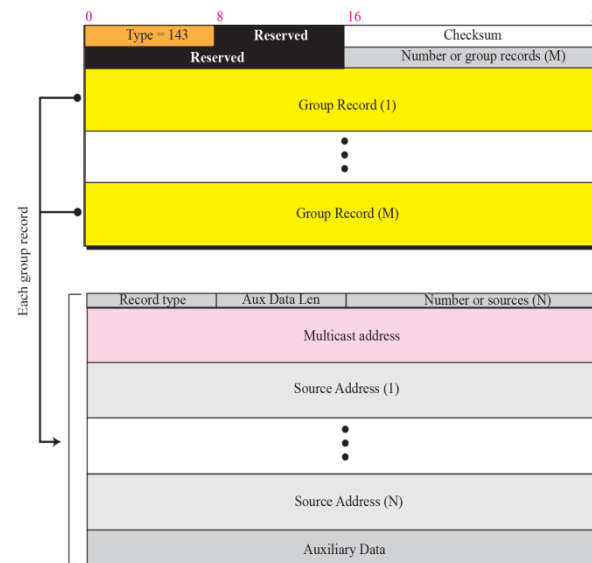 0 8 16
Type = 143 Reserved Checksum
Reserved Number or group records (M)
Group Record (1)
Group Record (M)
Each group record
Record type Aux Data Len Number or sources (N)
Multicast address
Source Address (1)
Source Address (N)
Auxiliary Data